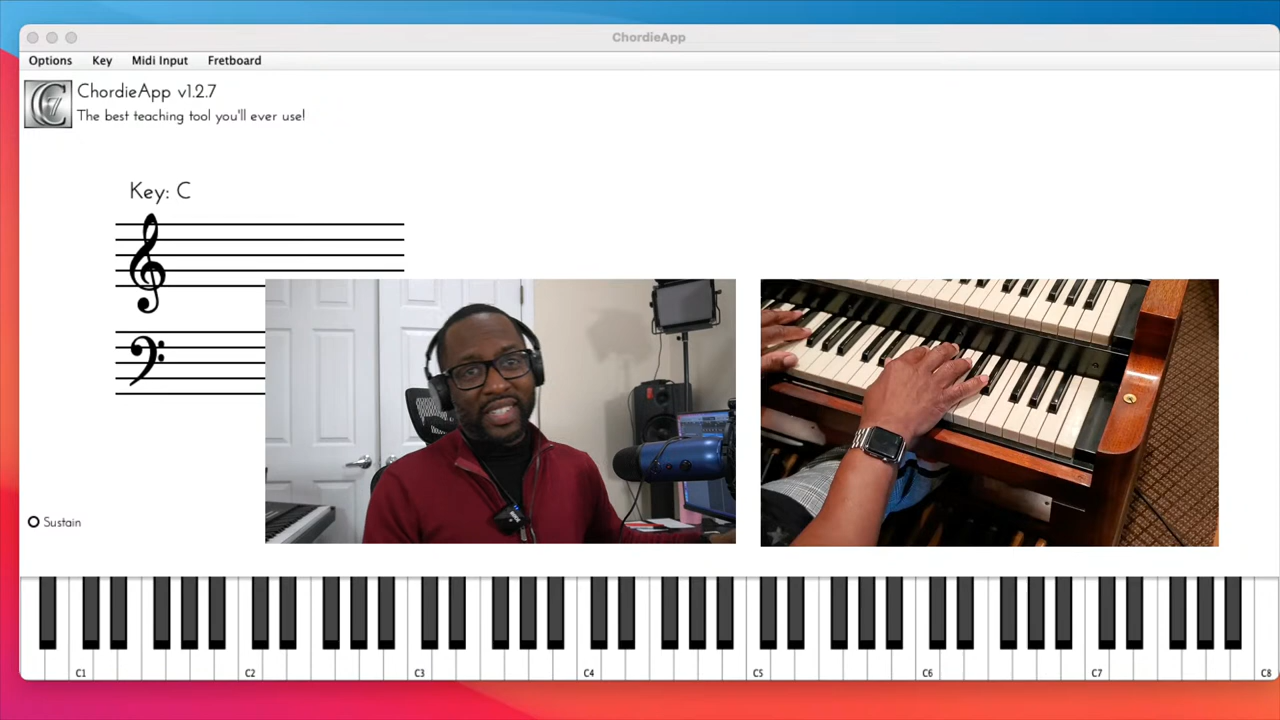 ChordieApp
Options Key Midi Input Fretboard
ChordieApp v1.2.7
The best teaching tool you'll ever use!
Key: C
Sustain
C1 C2 C3 C4 C5 C6 C7 C8